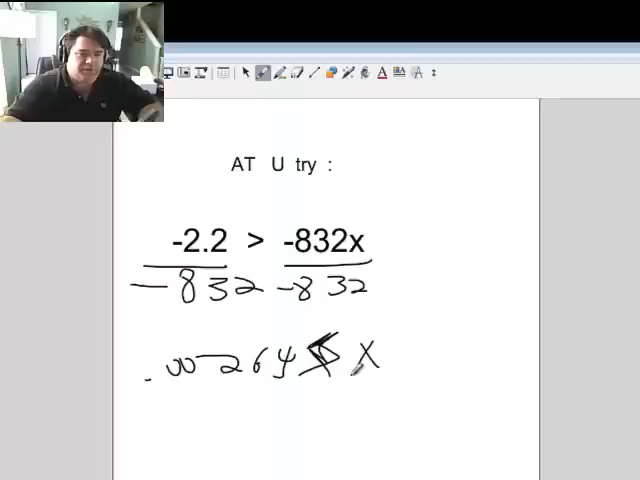 AT U try :
-2.2 > -832x
-832 -832
.00264 < x